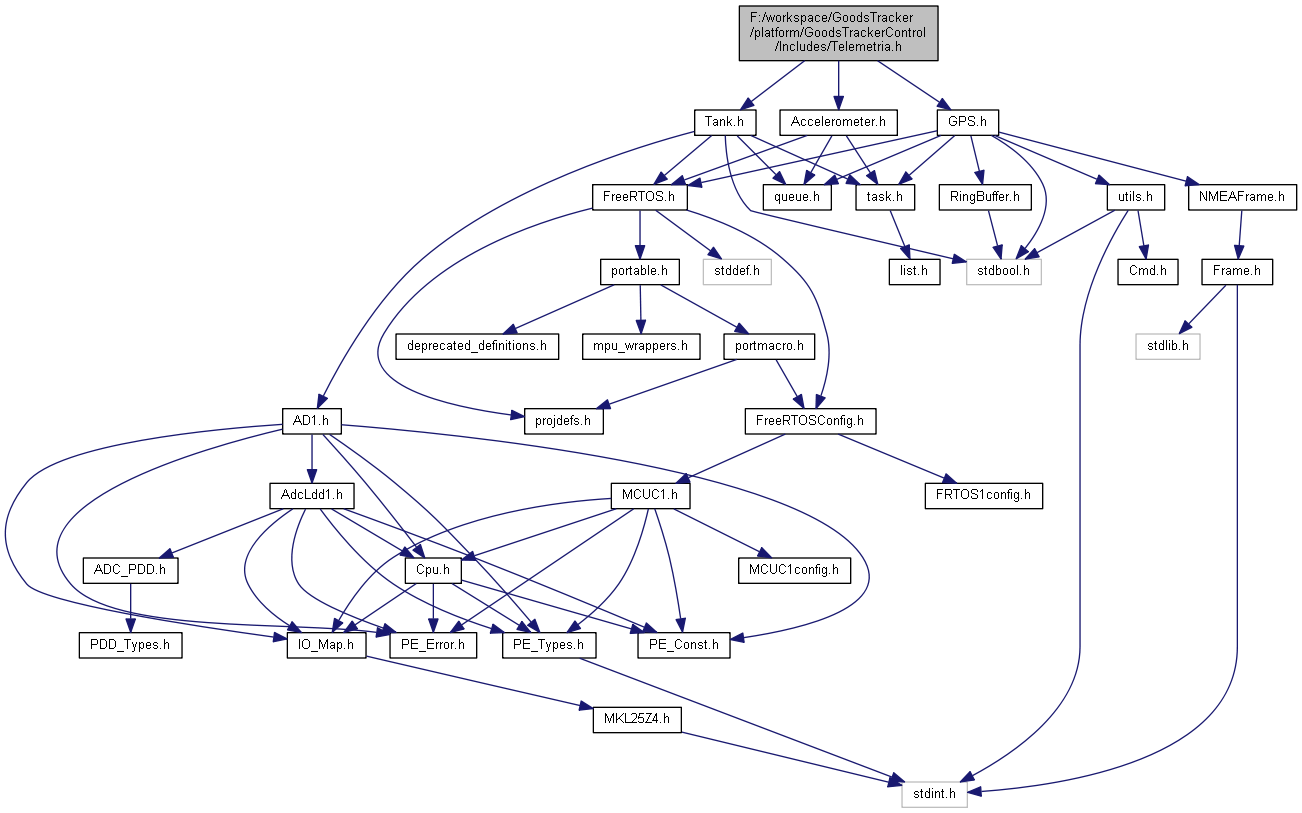 F:/workspace/GoodsTracker
/platform/GoodsTrackerControl
/Includes/Telemetria.h
Tank.h
Accelerometer.h
GPS.h
FreeRTOS.h
queue.h
task.h
RingBuffer.h
utils.h
NMEAFrame.h
portable.h
stddef.h
list.h
stdbool.h
Cmd.h
Frame.h
deprecated_definitions.h
mpu_wrappers.h
portmacro.h
stdlib.h
AD1.h
projdefs.h
FreeRTOSConfig.h
AdcLdd1.h
MCUC1.h
FRTOS1config.h
ADC_PDD.h
Cpu.h
MCUC1config.h
PDD_Types.h
IO_Map.h
PE_Error.h
PE_Types.h
PE_Const.h
MKL25Z4.h
stdint.h